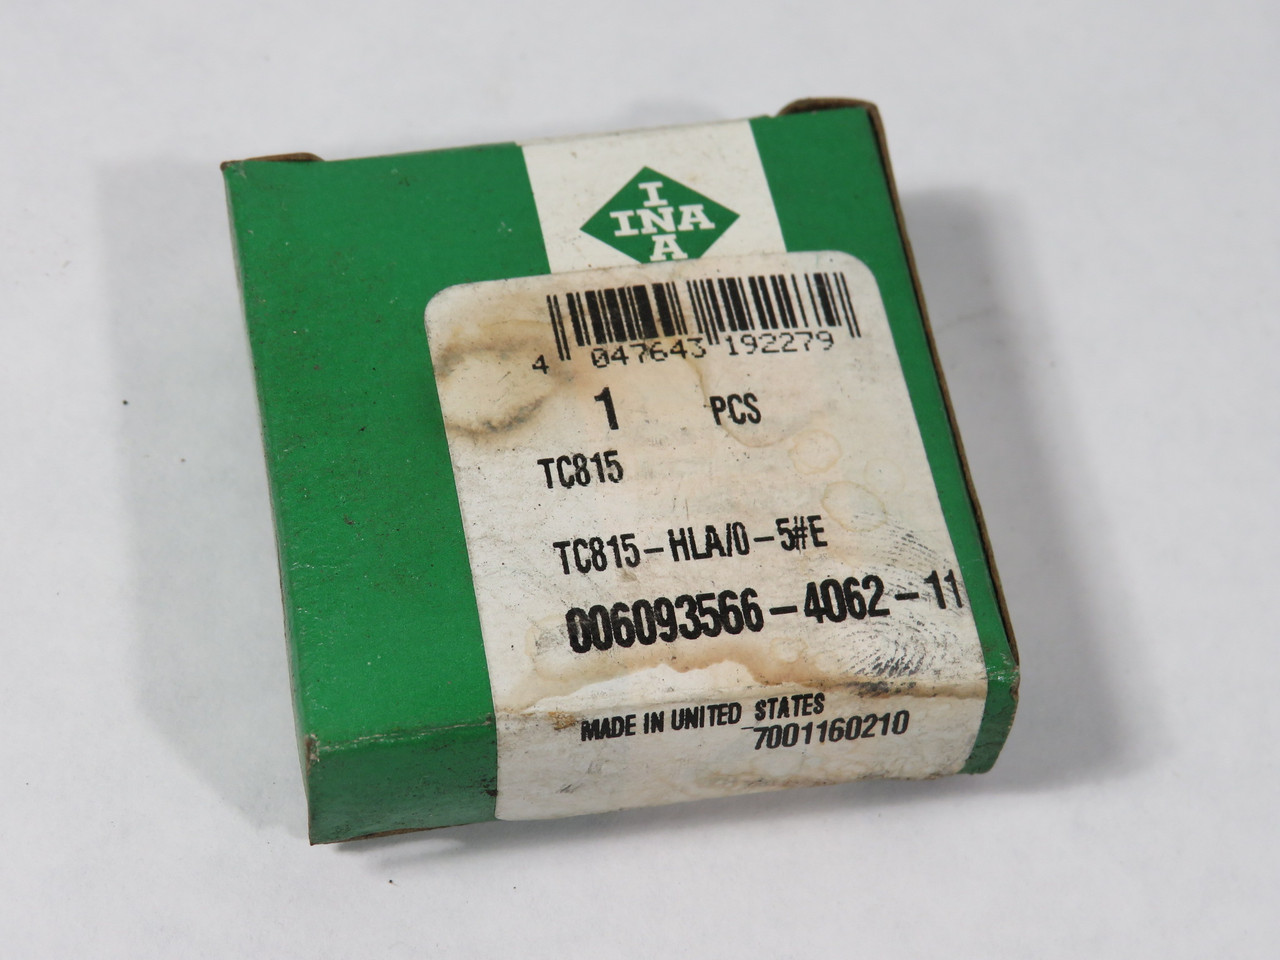 I
INA
A
4 047643 192279
1 PCS
TC815
TC815-HLA/0-5#E
006093566-4062-11
MADE IN UNITED STATES
7001160210